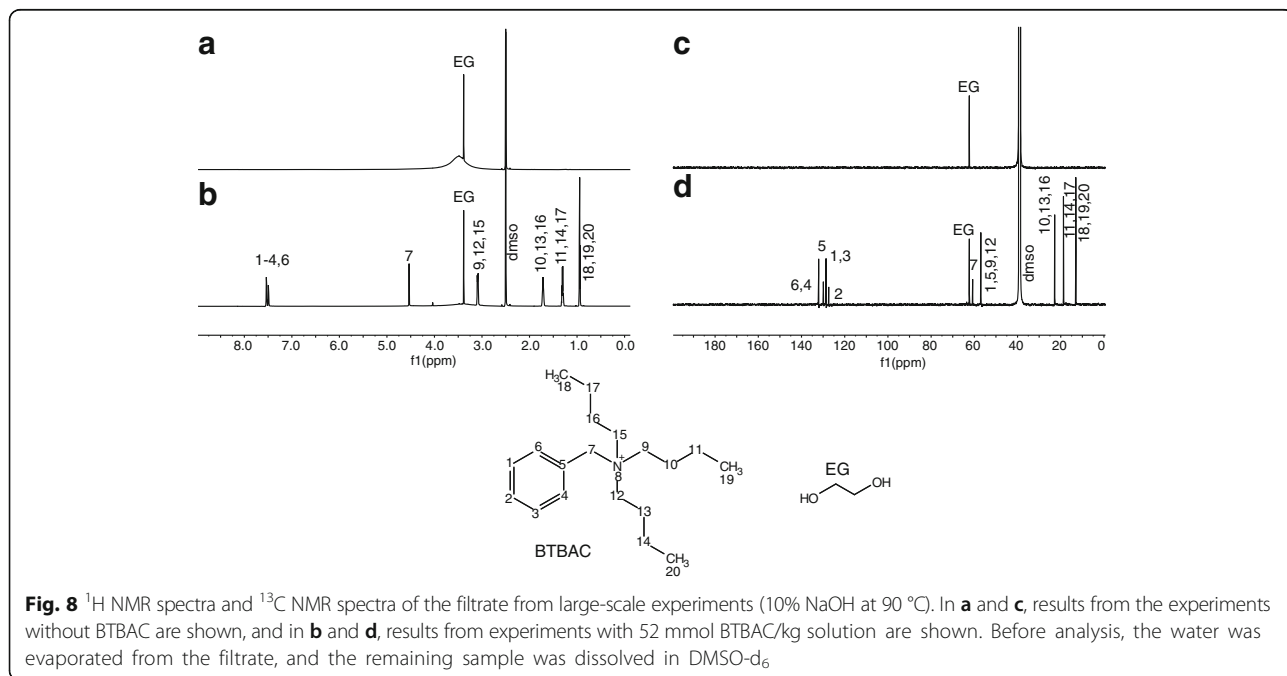 a
EG
b
EG
1-4,6
7
9,12,15
dmso
10,13,16
11,14,17
18,19,20
8.0 7.0 6.0 5.0 4.0 3.0 2.0 1.0 0.0
f1(ppm)
c
EG
d
5
6,4
1,3
2
EG
7
1,5,9,12
dmso
10,13,16
11,14,17
18,19,20
180 160 140 120 100 80 60 40 20 0
f1(ppm)
H₃C
18
17
16
15
6
7
9
11
1
5
N⁺
8
10
CH₃
19
2
4
12
3
13
14
CH₃
20
BTBAC
EG
HO
OH
Fig. 8 ¹H NMR spectra and ¹³C NMR spectra of the filtrate from large-scale experiments (10% NaOH at 90 °C). In a and c, results from the experiments
without BTBAC are shown, and in b and d, results from experiments with 52 mmol BTBAC/kg solution are shown. Before analysis, the water was
evaporated from the filtrate, and the remaining sample was dissolved in DMSO-d₆